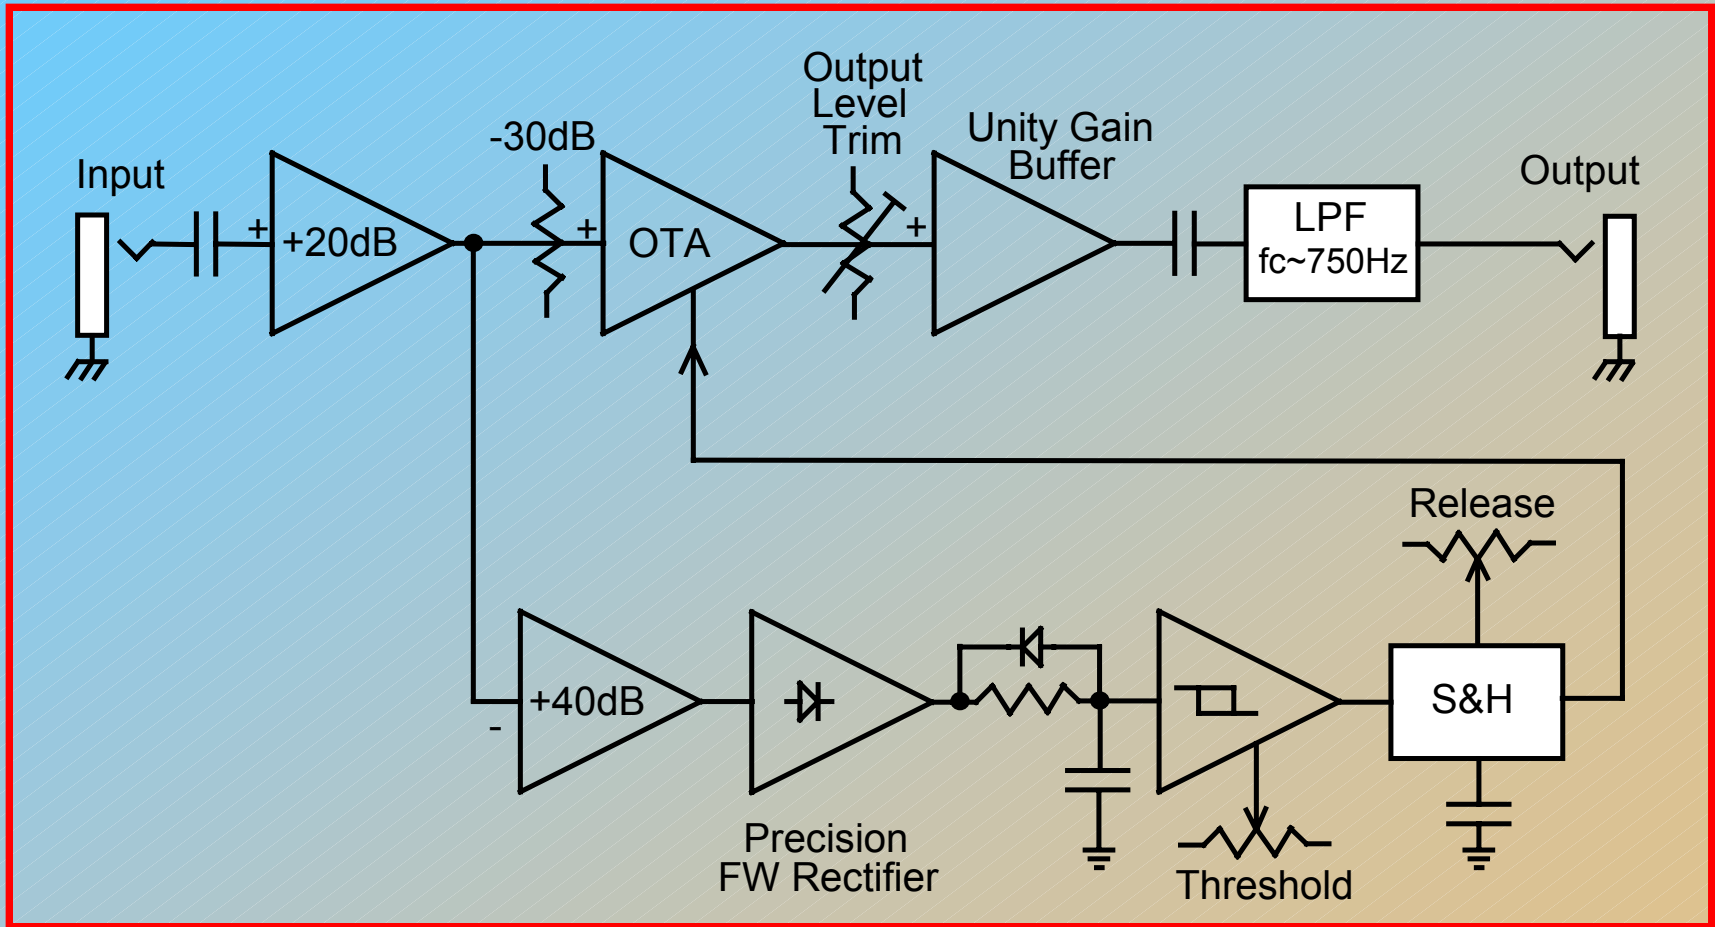 Input
+
+20dB
-30dB
+
OTA
Output
Level
Trim
+
Unity Gain
Buffer
LPF
fc~750Hz
Output
Release
-
+40dB
Precision
FW Rectifier
Threshold
S&H